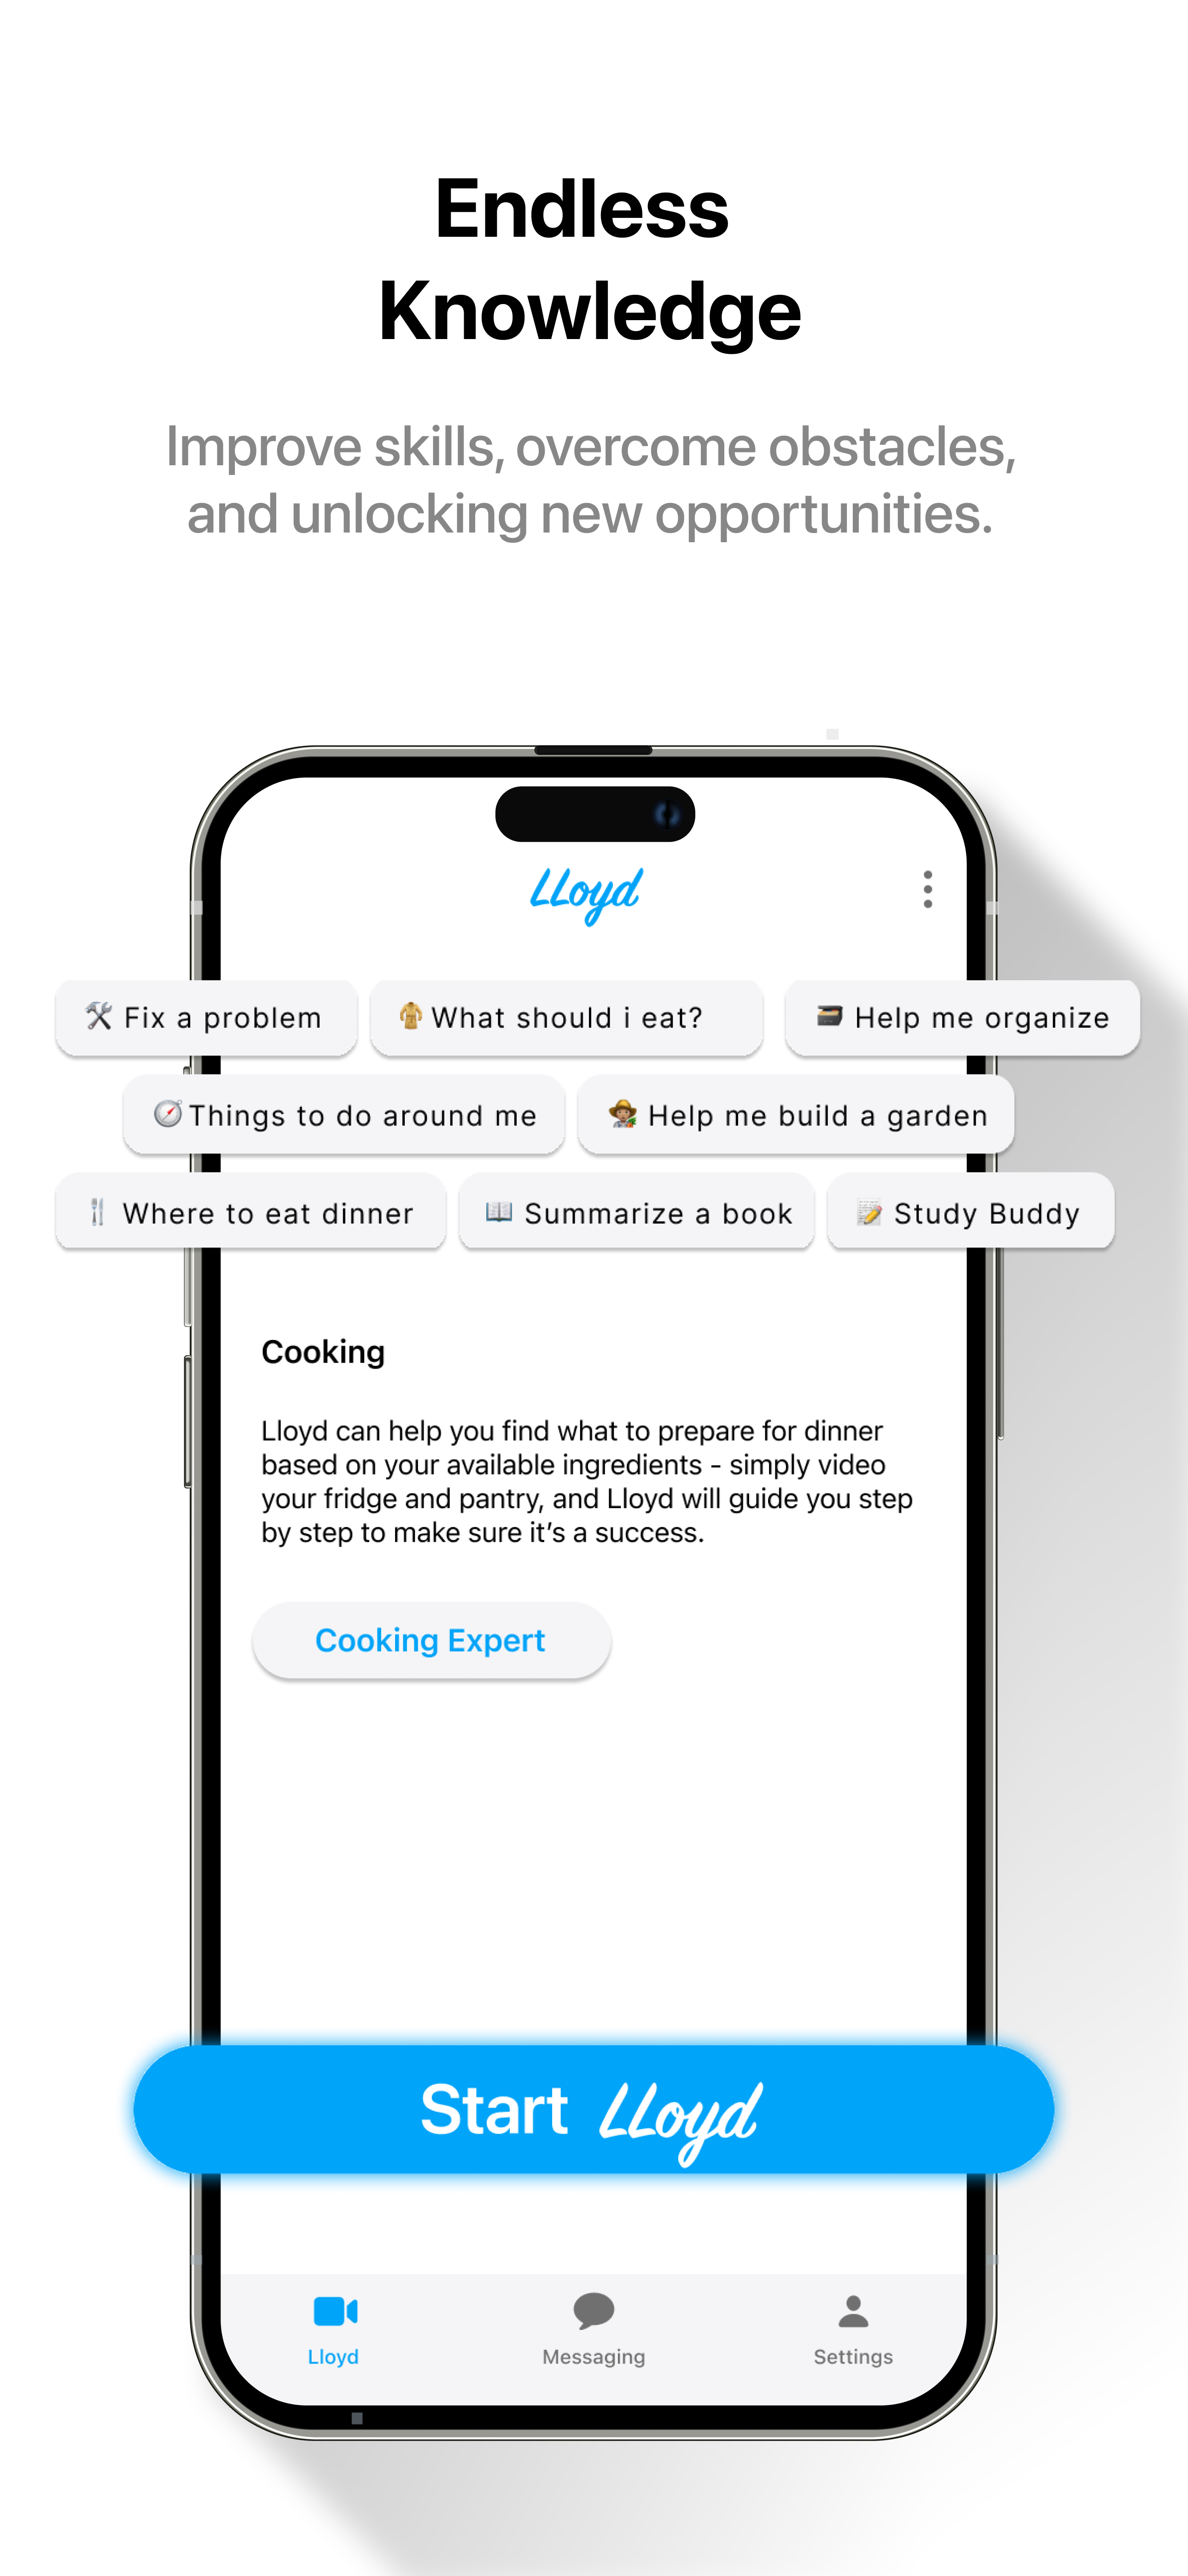 Endless
Knowledge
Improve skills, overcome obstacles,
and unlocking new opportunities.
LLoyd
Fix a problem
What should i eat?
Help me organize
Things to do around me
Help me build a garden
Where to eat dinner
Summarize a book
Study Buddy
Cooking
Lloyd can help you find what to prepare for dinner
based on your available ingredients - simply video
your fridge and pantry, and Lloyd will guide you step
by step to make sure it’s a success.
Cooking Expert
Start LLoyd
Lloyd
Messaging
Settings